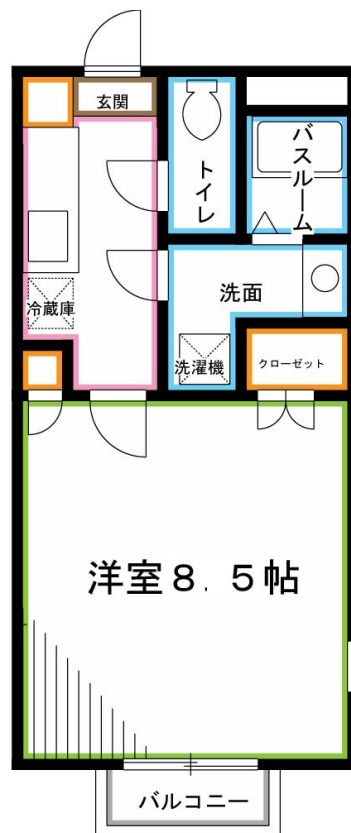 玄関
トイレ
バスルーム
洗面
冷蔵庫
洗濯機
クローゼット
洋室8.5帖
バルコニー